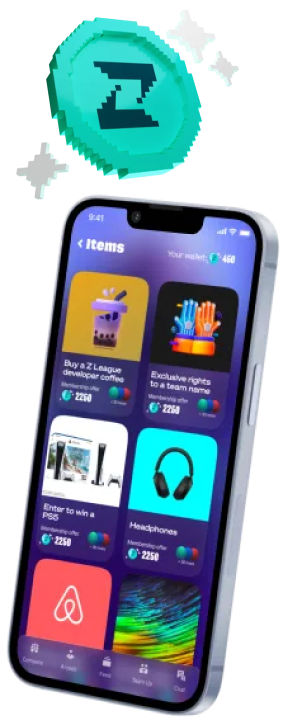 Z
9:41
Items
Your wallet: 450
Buy a Z League
developer coffee
Membership offer
2250
Exclusive rights
to a team name
Membership offer
2250
Enter to win a
PS5
Membership offer
2250
Headphones
Membership offer
2250
Compete
Feed
Team Up
Chat